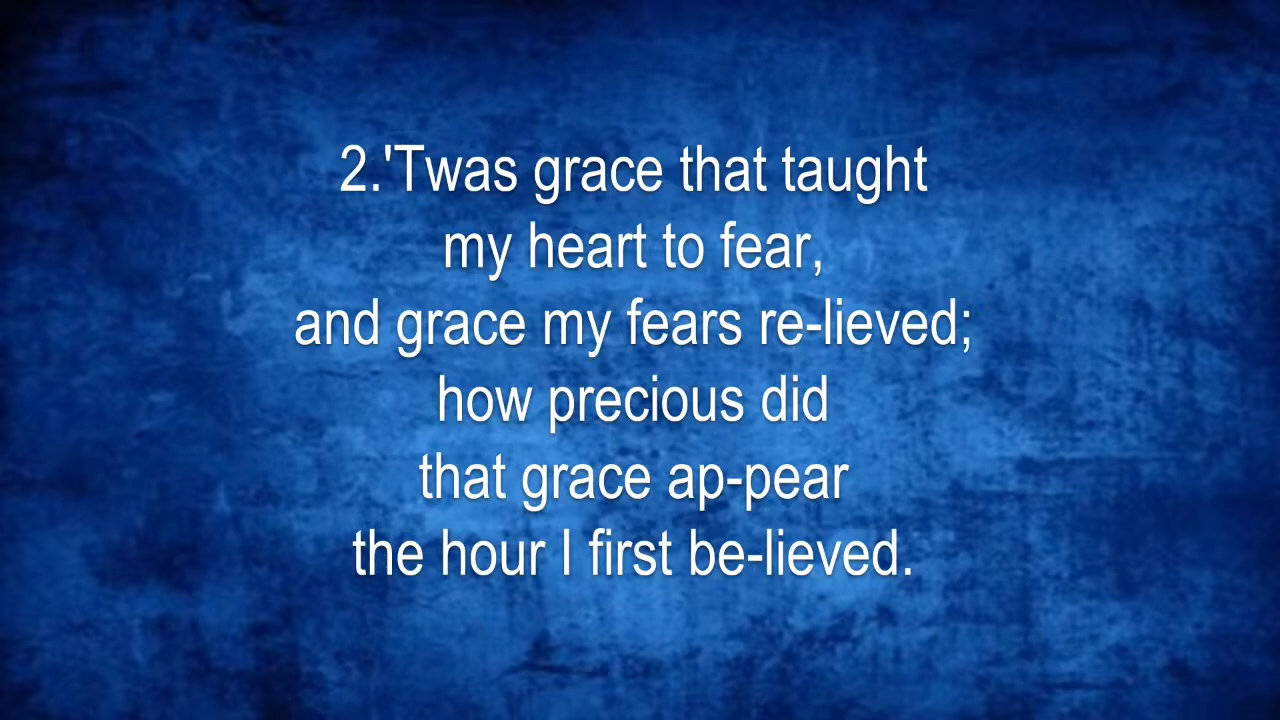 2.'Twas grace that taught
my heart to fear,
and grace my fears re-lieved;
how precious did
that grace ap-pear
the hour I first be-lieved.